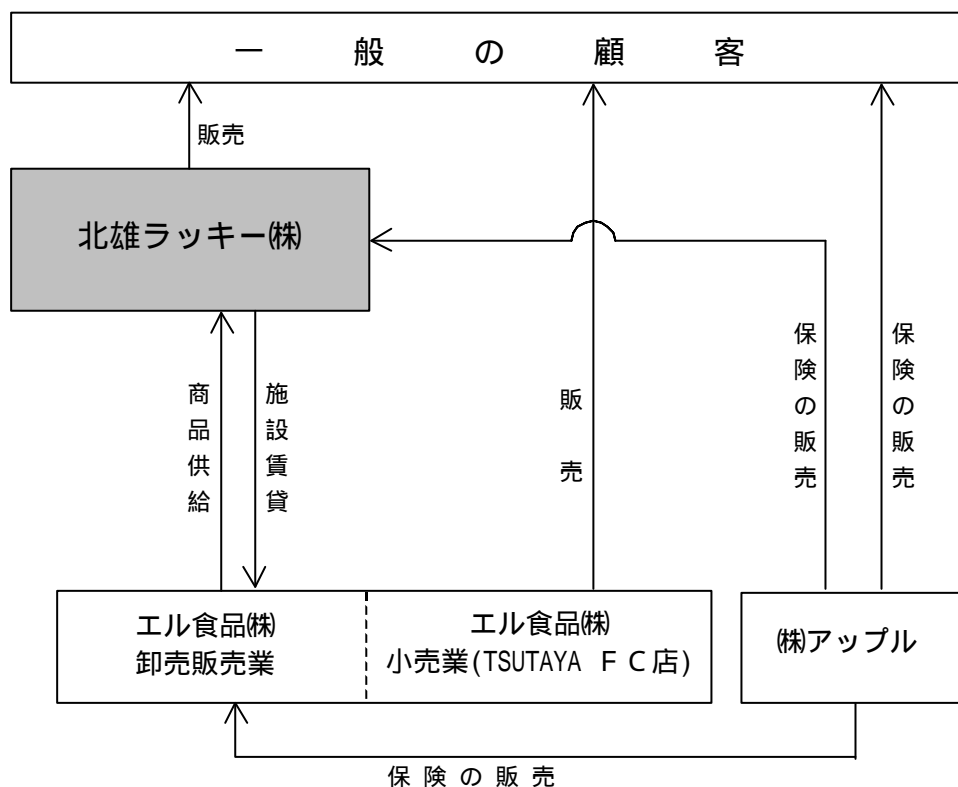 一般の顧客
販売
北雄ラッキー㈱
商品供給
施設賃貸
販売
保険の販売
保険の販売
エル食品㈱
卸売販売業
エル食品㈱
小売業(TSUTAYA ＦＣ店)
㈱アップル
保険の販売